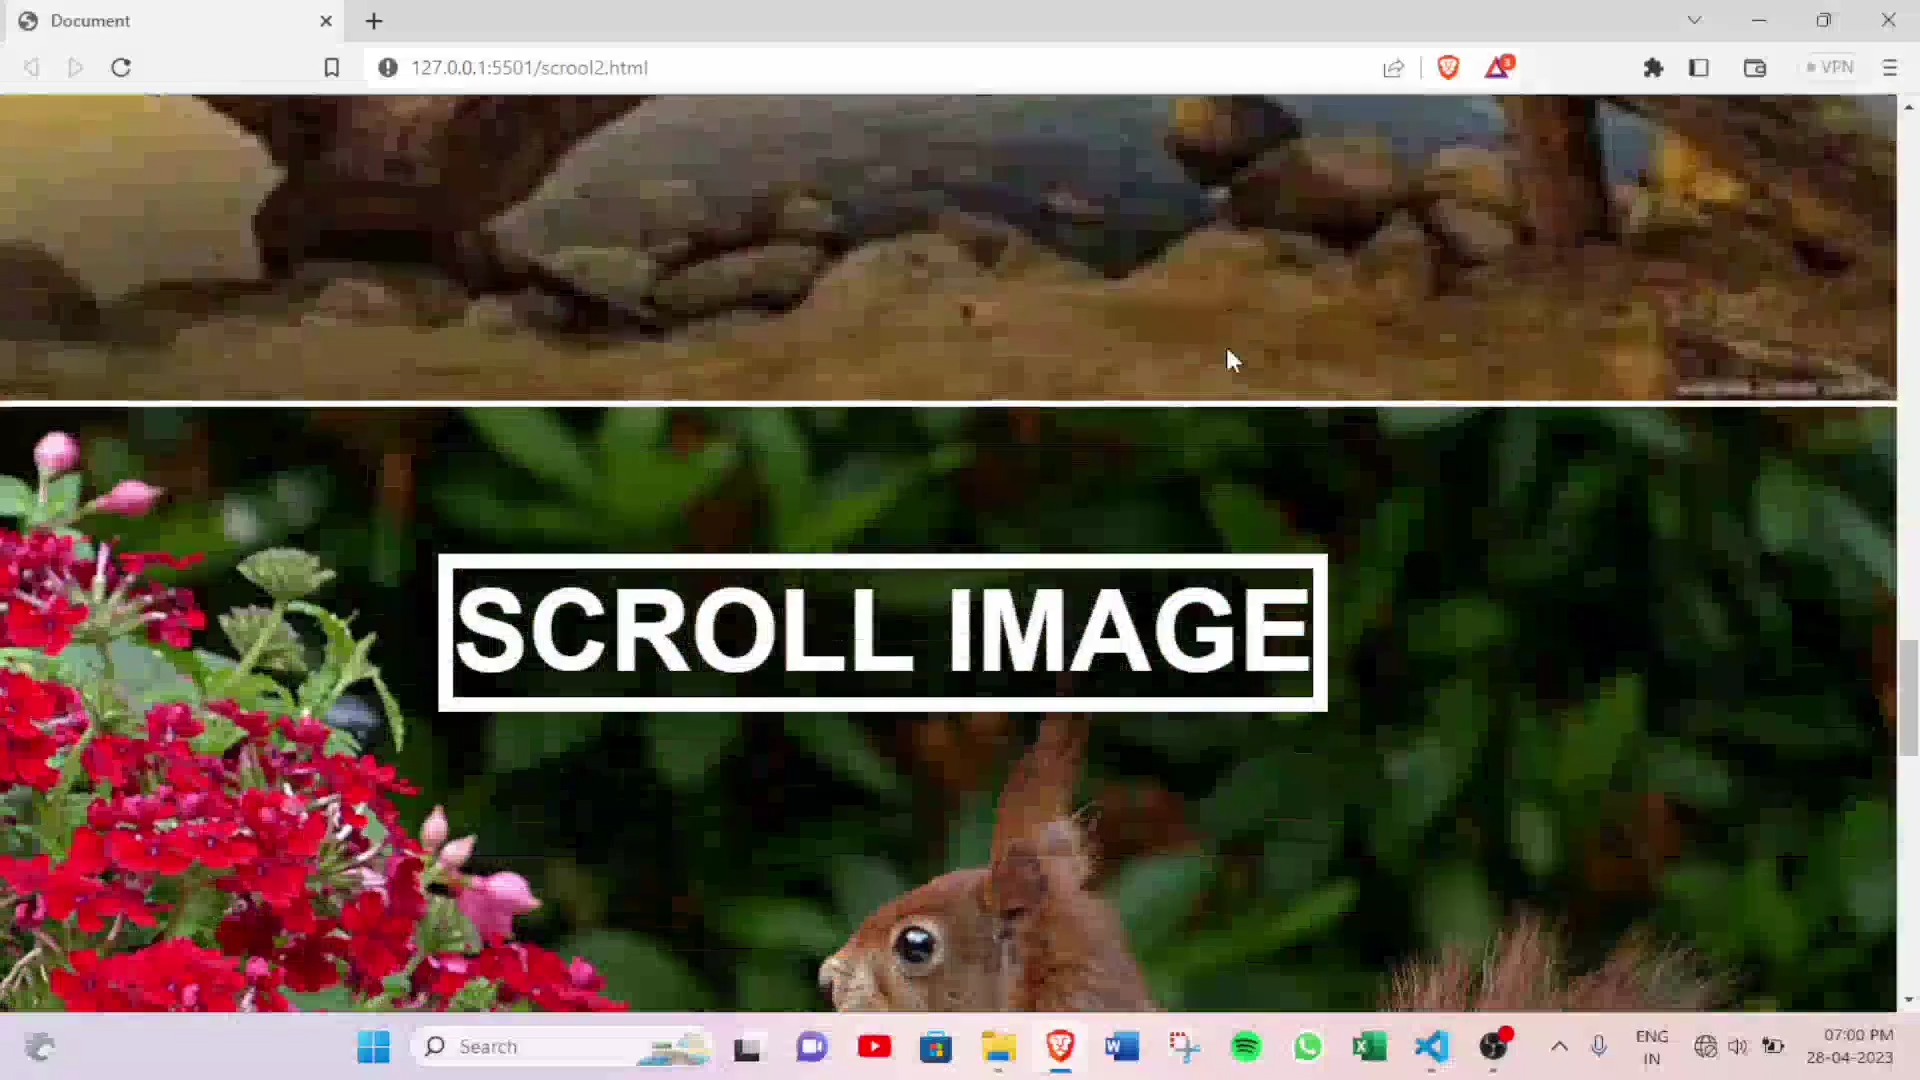 Document
127.0.0.1:5501/scrool2.html
3
VPN
SCROLL IMAGE
Search
ENG
IN
07:00 PM
28-04-2023